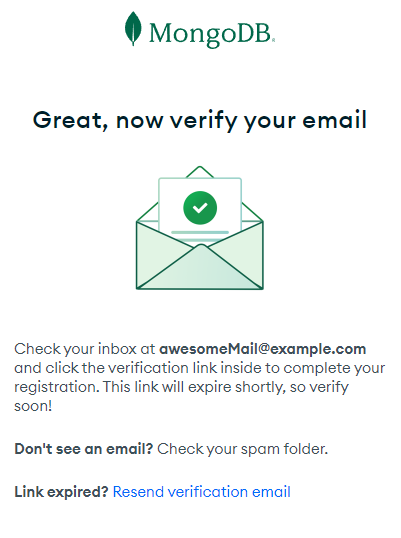 MongoDB.
Great, now verify your email
Check your inbox at awesomeMail@example.com
and click the verification link inside to complete your
registration. This link will expire shortly, so verify
soon!
Don't see an email? Check your spam folder.
Link expired? Resend verification email